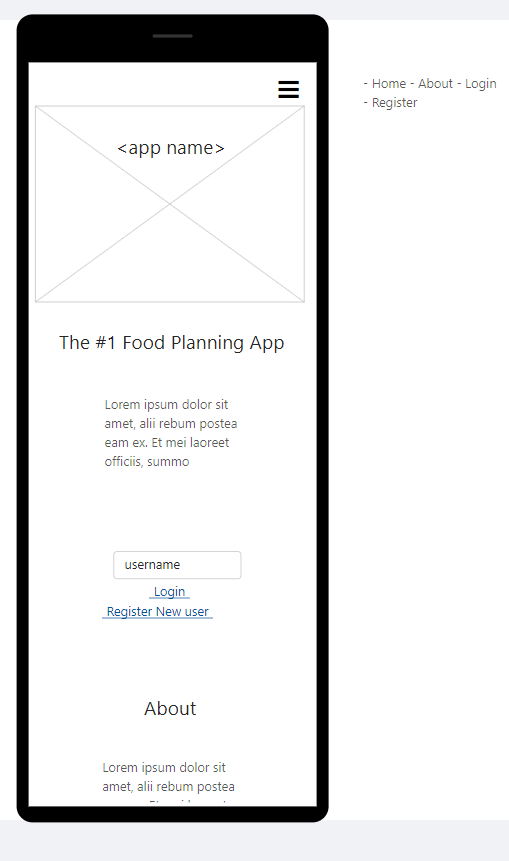 - Home - About - Login
- Register
<app name>
The #1 Food Planning App
Lorem ipsum dolor sit
amet, alii rebum postea
eam ex. Et mei laoreet
officiis, summo
username
Login
Register New user
About
Lorem ipsum dolor sit
amet, alii rebum postea